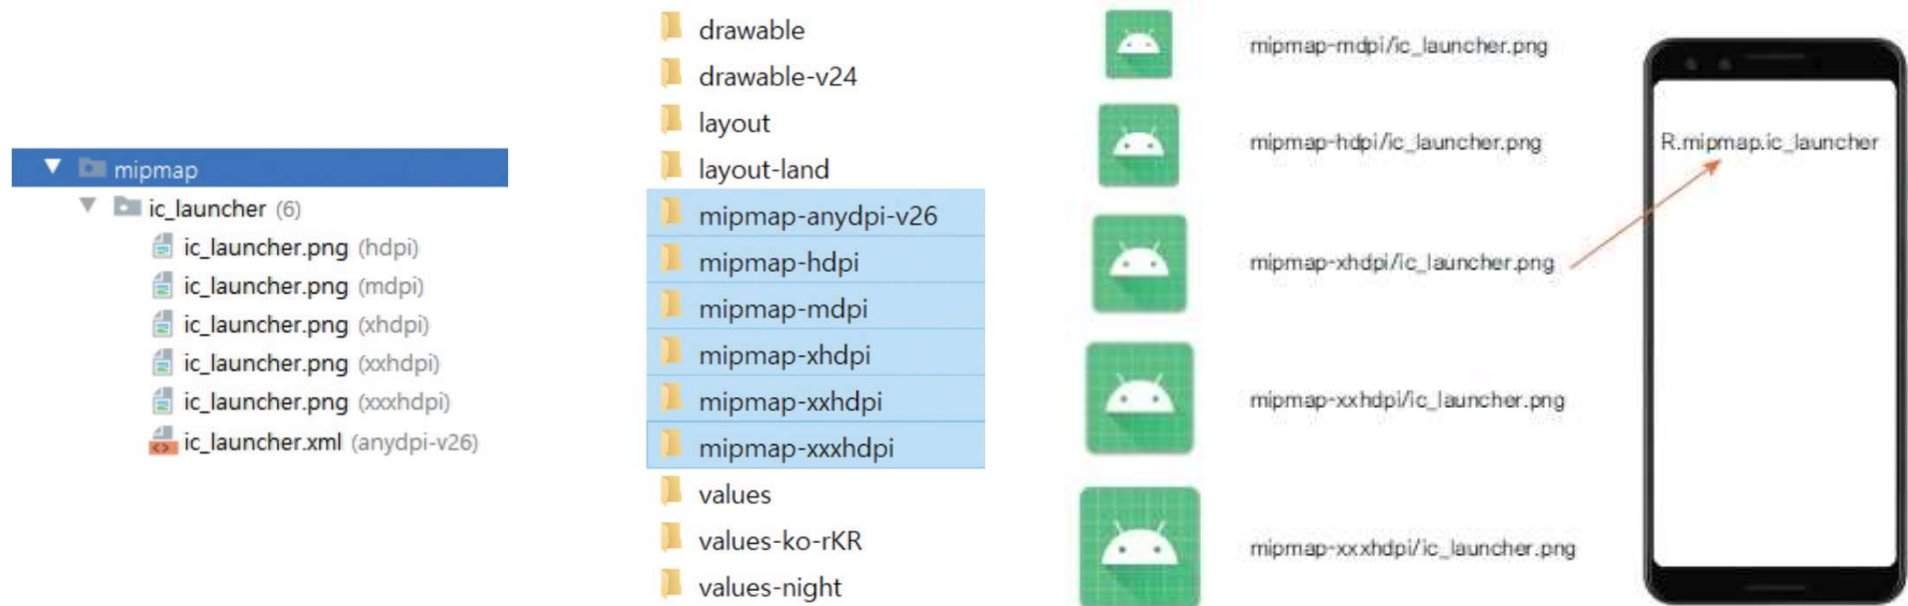 mipmap
ic_launcher (6)
ic_launcher.png (hdpi)
ic_launcher.png (mdpi)
ic_launcher.png (xhdpi)
ic_launcher.png (xxhdpi)
ic_launcher.png (xxxhdpi)
ic_launcher.xml (anydpi-v26)
drawable
drawable-v24
layout
layout-land
mipmap-anydpi-v26
mipmap-hdpi
mipmap-mdpi
mipmap-xhdpi
mipmap-xxhdpi
mipmap-xxxhdpi
values
values-ko-rKR
values-night
mipmap-mdpi/ic_launcher.png
mipmap-hdpi/ic_launcher.png
mipmap-xhdpi/ic_launcher.png
mipmap-xxhdpi/ic_launcher.png
mipmap-xxxhdpi/ic_launcher.png
R.mipmap.ic_launcher